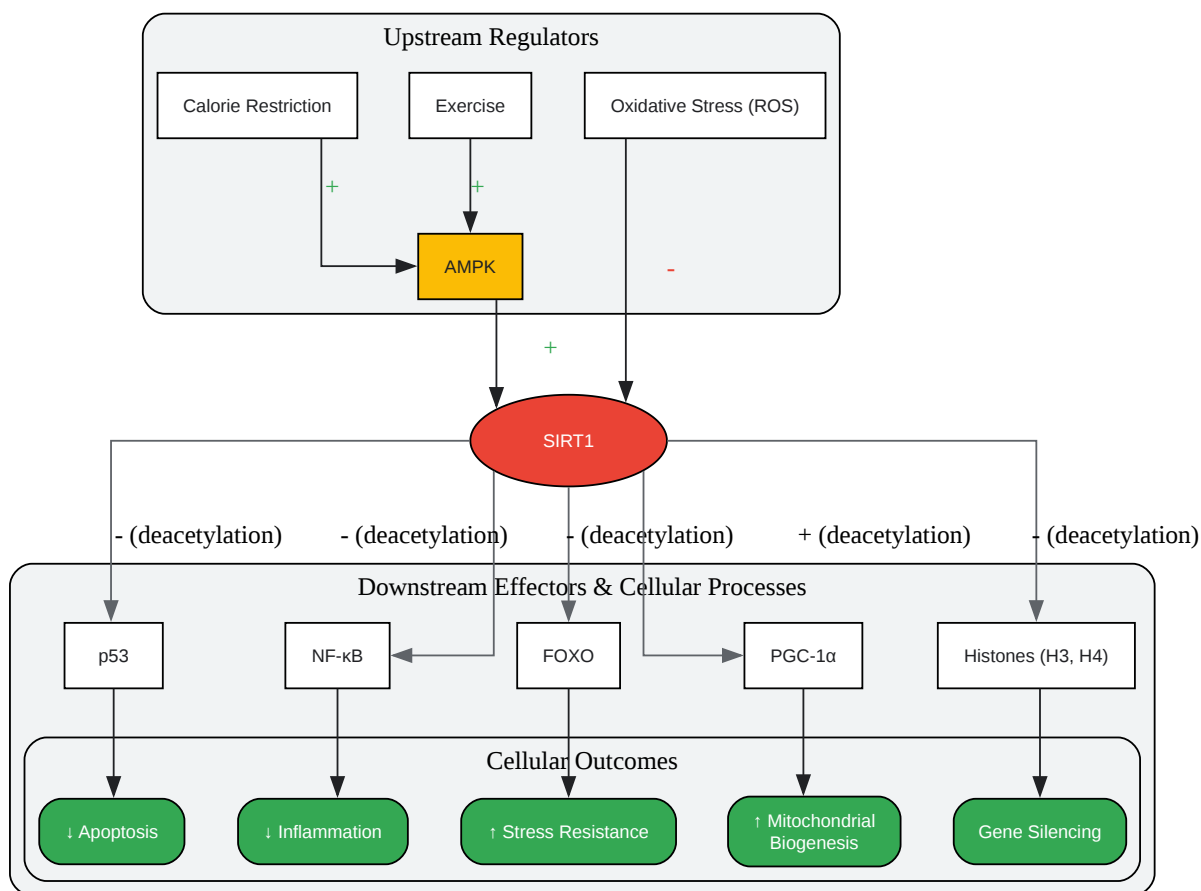 Upstream Regulators
Calorie Restriction
Exercise
Oxidative Stress (ROS)
+
+
AMPK
-
+
SIRT1
- (deacetylation)
- (deacetylation)
- (deacetylation)
+ (deacetylation)
- (deacetylation)
Downstream Effectors & Cellular Processes
p53
NF-κB
FOXO
PGC-1α
Histones (H3, H4)
Cellular Outcomes
↓ Apoptosis
↓ Inflammation
↑ Stress Resistance
↑ Mitochondrial
Biogenesis
Gene Silencing